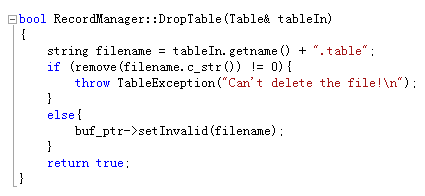 bool RecordManager::DropTable(Table& tableIn)
{
    string filename = tableIn.getname() + ".table";
    if (remove(filename.c_str()) != 0){
        throw TableException("Can't delete the file!\n");
    }
    else{
        buf_ptr->setInvalid(filename);
    }
    return true;
}